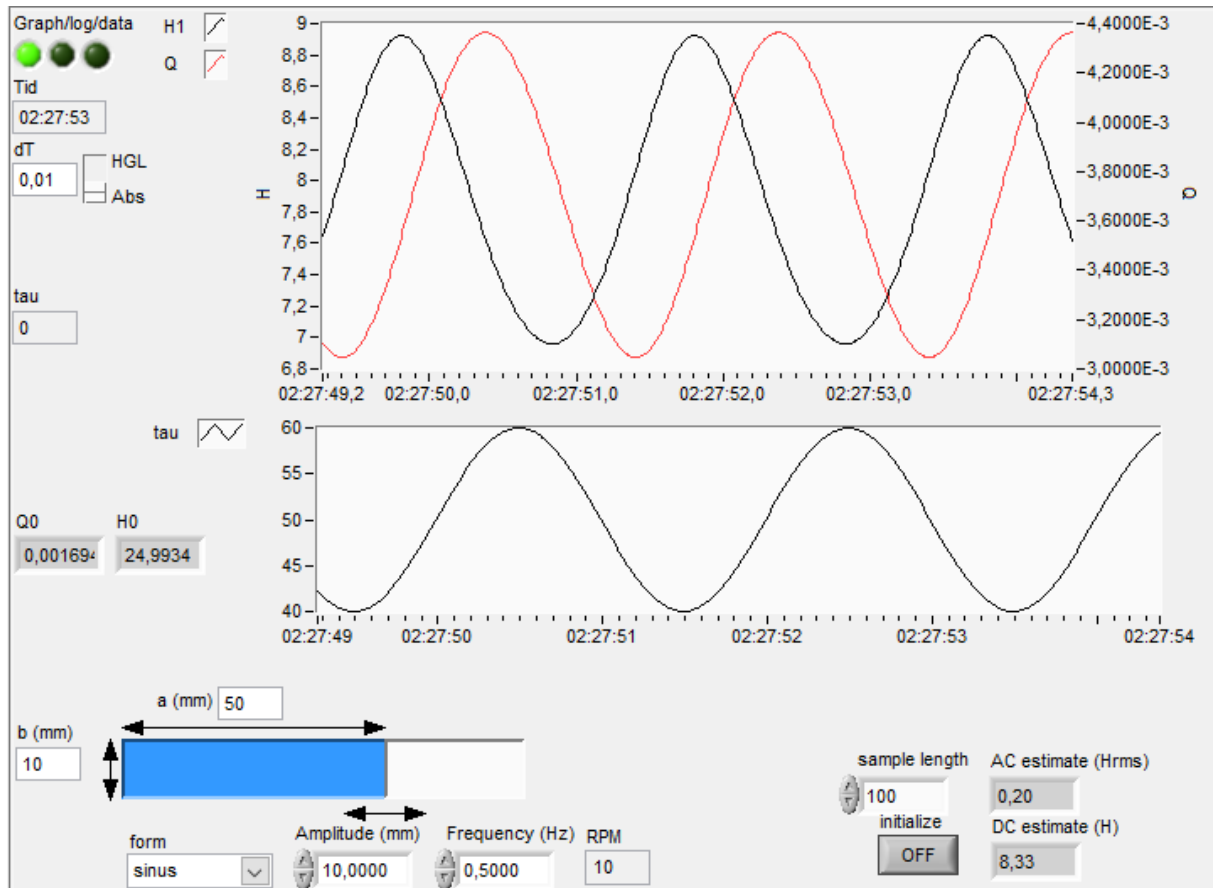 Graph/log/data
H1
Q
Tid
02:27:53
dT
0,01
HGL
Abs
tau
0
9
8,8
8,6
8,4
8,2
8
7,8
7,6
7,4
7,2
7
6,8
H
4,4000E-3
4,2000E-3
4,0000E-3
3,8000E-3
3,6000E-3
3,4000E-3
3,2000E-3
3,0000E-3
Q
02:27:49,2 02:27:50,0 02:27:51,0 02:27:52,0 02:27:53,0 02:27:54,3
tau
60
55
50
45
40
02:27:49 02:27:50 02:27:51 02:27:52 02:27:53 02:27:54
Q0 H0
0,001694 24,9934
a (mm) 50
b (mm)
10
form
sinus
Amplitude (mm)
10,0000
Frequency (Hz)
0,5000
RPM
10
sample length
100
initialize
OFF
AC estimate (Hrms)
0,20
DC estimate (H)
8,33